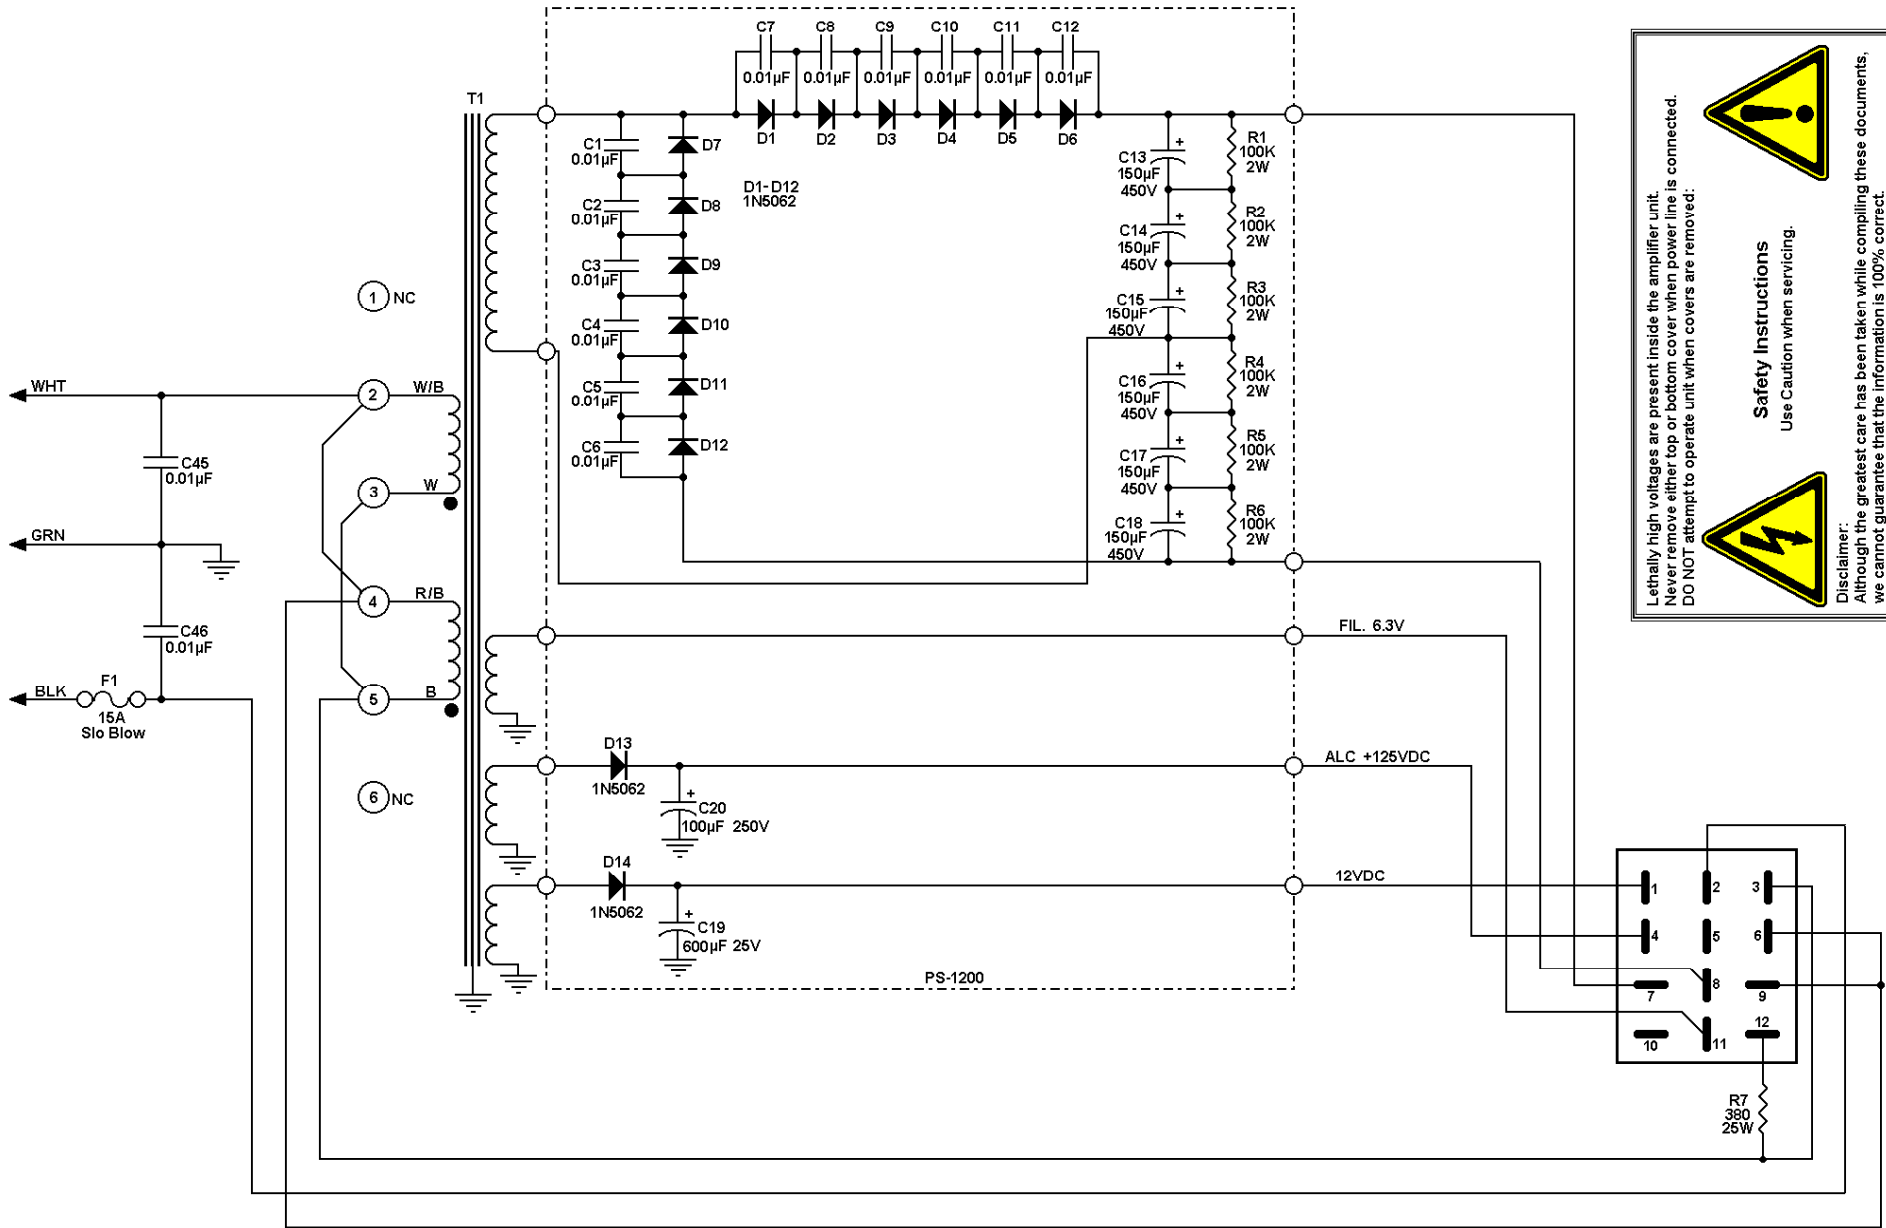 C7
C8
C9
C10
C11
C12
0.01µF
0.01µF
0.01µF
0.01µF
0.01µF
0.01µF
D1
D2
D3
D4
D5
D6
T1
C1
0.01µF
D7
C2
0.01µF
D8
C3
0.01µF
D9
C4
0.01µF
D10
C5
0.01µF
D11
C6
0.01µF
D12
D1-D12
1N5062
C13
150µF
450V
C14
150µF
450V
C15
150µF
450V
C16
150µF
450V
C17
150µF
450V
C18
150µF
450V
R1
100K
2W
R2
100K
2W
R3
100K
2W
R4
100K
2W
R5
100K
2W
R6
100K
2W
1 NC
WHT
2
W/B
C45
0.01µF
3
W
GRN
4
R/B
C46
0.01µF
BLK
F1
15A
Slo Blow
5
B
6 NC
FIL. 6.3V
D13
1N5062
ALC +125VDC
C20
100µF 250V
D14
1N5062
12VDC
C19
600µF 25V
PS-1200
1
2
3
4
5
6
7
8
9
10
11
12
R7
380
25W
Lethally high voltages are present inside the amplifier unit.
Never remove either top or bottom cover when power line is connected.
DO NOT attempt to operate unit when covers are removed:
Safety Instructions
Use Caution when servicing.
Disclaimer:
Although the greatest care has been taken while compiling these documents,
we cannot guarantee that the information is 100% correct.